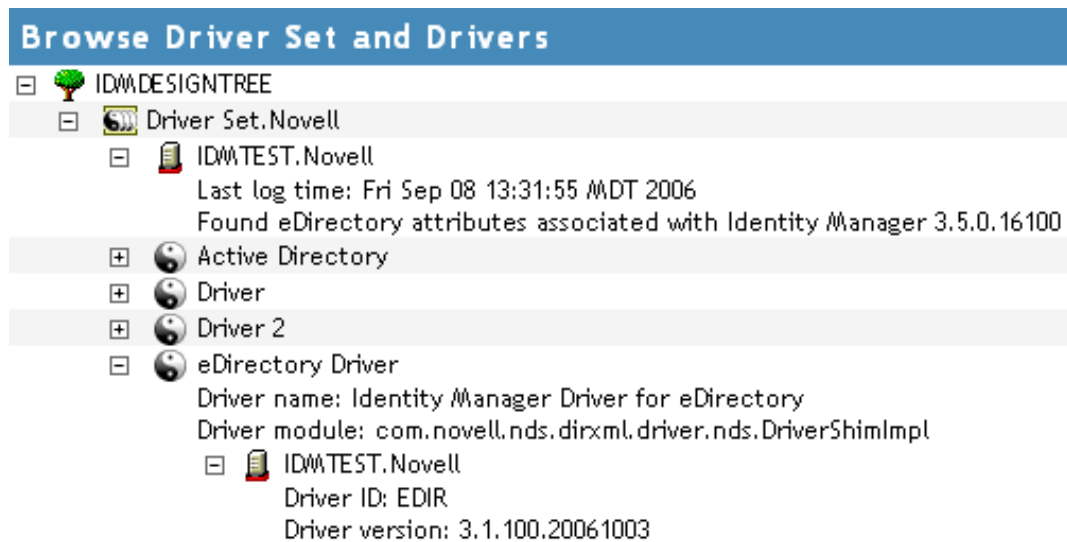 Browse Driver Set and Drivers
IDMDESIGNTREE
Driver Set.Novell
IDMTEST.Novell
Last log time: Fri Sep 08 13:31:55 MDT 2006
Found eDirectory attributes associated with Identity Manager 3.5.0.16100
Active Directory
Driver
Driver 2
eDirectory Driver
Driver name: Identity Manager Driver for eDirectory
Driver module: com.novell.nds.dirxml.driver.nds.DriverShimImpl
IDMTEST.Novell
Driver ID: EDIR
Driver version: 3.1.100.20061003